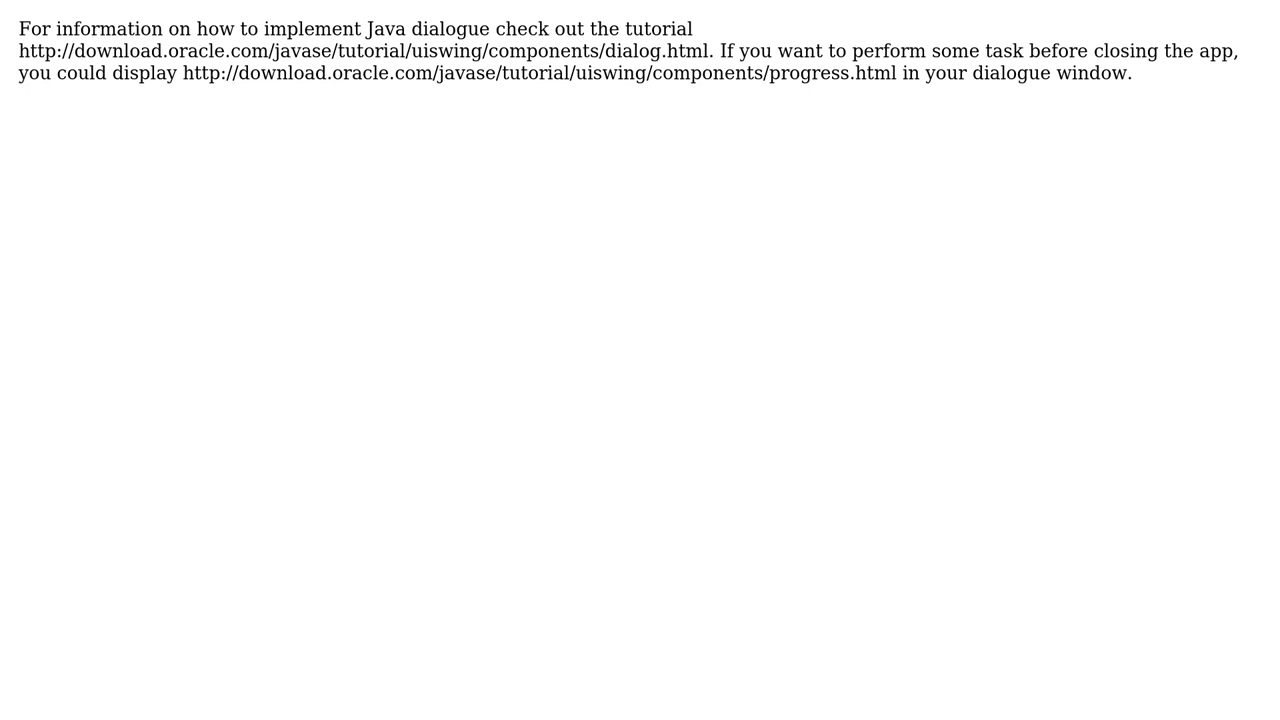 For information on how to implement Java dialogue check out the tutorial
http://download.oracle.com/javase/tutorial/uiswing/components/dialog.html. If you want to perform some task before closing the app,
you could display http://download.oracle.com/javase/tutorial/uiswing/components/progress.html in your dialogue window.